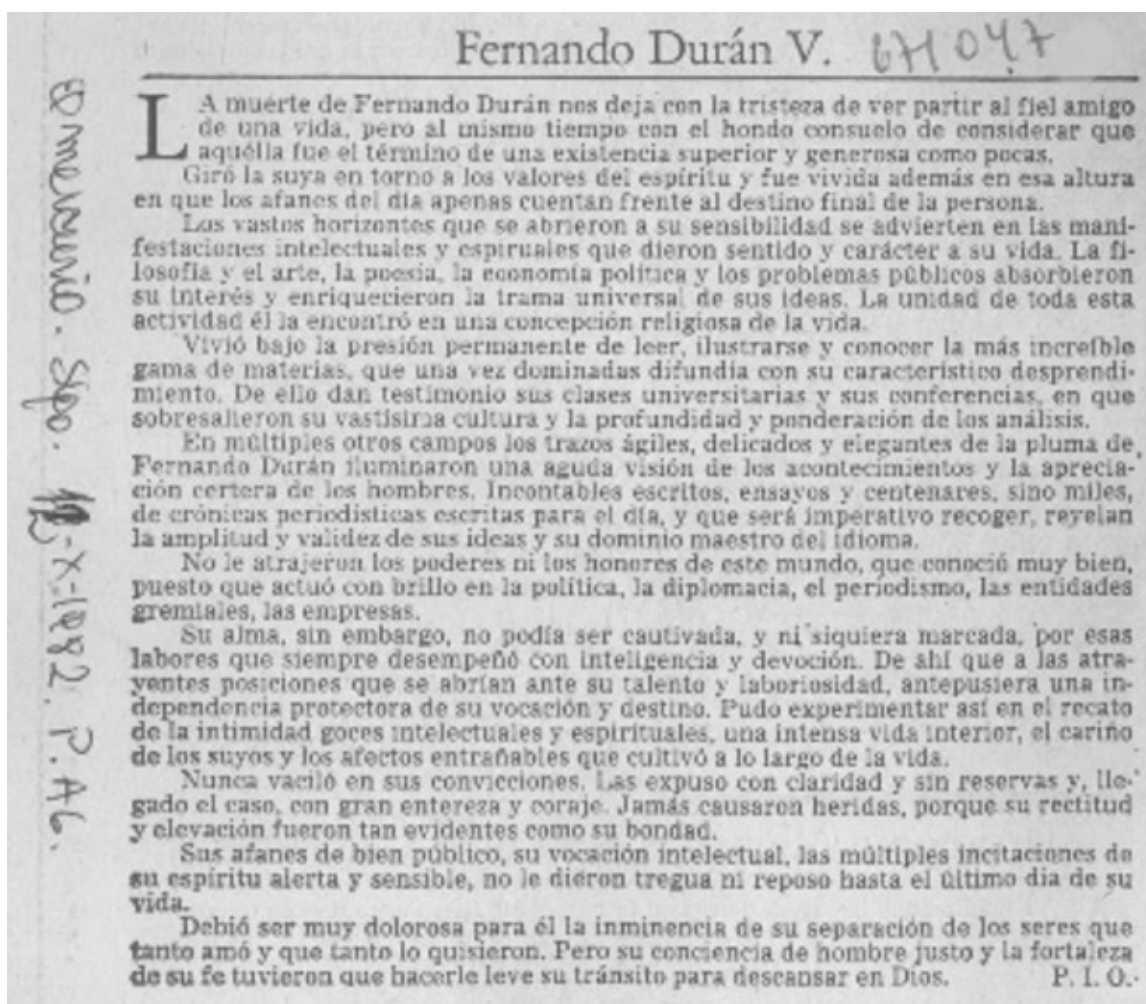 Fernando Durán V. 671047
LA muerte de Fernando Durán nos deja con la tristeza de ver partir al fiel amigo
de una vida, pero al mismo tiempo con el hondo consuelo de considerar que
aquélla fue el término de una existencia superior y generosa como pocas.
Giró la suya en torno a los valores del espíritu y fue vivida además en esa altura
en que los afanes del día apenas cuentan frente al destino final de la persona.
Los vastos horizontes que se abrieron a su sensibilidad se advierten en las mani-
festaciones intelectuales y espiruales que dieron sentido y carácter a su vida. La fi-
losofía y el arte, la poesía, la economía política y los problemas públicos absorbieron
su interés y enriquecieron la trama universal de sus ideas. La unidad de toda esta
actividad él la encontró en una concepción religiosa de la vida.
Vivió bajo la presión permanente de leer, ilustrarse y conocer la más increíble
gama de materias, que una vez dominadas difundía con su característico desprendi-
miento. De ello dan testimonio sus clases universitarias y sus conferencias, en que
sobresalieron su vastísima cultura y la profundidad y ponderación de los análisis.
En múltiples otros campos los trazos ágiles, delicados y elegantes de la pluma de
Fernando Durán iluminaron una aguda visión de los acontecimientos y la aprecia-
ción certera de los hombres. Incontables escritos, ensayos y centenares, sino miles,
de crónicas periodísticas escritas para el día, y que será imperativo recoger, revelan
la amplitud y validez de sus ideas y su dominio maestro del idioma.
No le atrajeron los poderes ni los honores de este mundo, que conoció muy bien,
puesto que actuó con brillo en la política, la diplomacia, el periodismo, las entidades
gremiales, las empresas.
Su alma, sin embargo, no podía ser cautivada, y ni siquiera marcada, por esas
labores que siempre desempeñó con inteligencia y devoción. De ahí que a las atra-
yentes posiciones que se abrían ante su talento y laboriosidad, antepusiera una in-
dependencia protectora de su vocación y destino. Pudo experimentar así en el recato
de la intimidad goces intelectuales y espirituales, una intensa vida interior, el cariño
de los suyos y los afectos entrañables que cultivó a lo largo de la vida.
Nunca vaciló en sus convicciones. Las expuso con claridad y sin reservas y, lle-
gado el caso, con gran entereza y coraje. Jamás causaron heridas, porque su rectitud
y elevación fueron tan evidentes como su bondad.
Sus afanes de bien público, su vocación intelectual, las múltiples incitaciones de
su espíritu alerta y sensible, no le dieron tregua ni reposo hasta el último día de su
vida.
Debió ser muy dolorosa para él la inminencia de su separación de los seres que
tanto amó y que tanto lo quisieron. Pero su conciencia de hombre justo y la fortaleza
de su fe tuvieron que hacerle leve su tránsito para descansar en Dios. P. I. O.
Mercurio. Stgo. X-1982. P. A6.